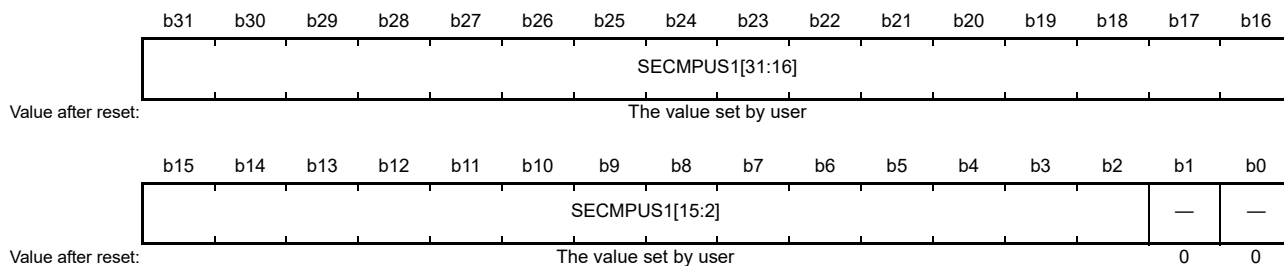 b31 b30 b29 b28 b27 b26 b25 b24 b23 b22 b21 b20 b19 b18 b17 b16
SECMPUS1[31:16]
Value after reset: The value set by user
b15 b14 b13 b12 b11 b10 b9 b8 b7 b6 b5 b4 b3 b2 b1 b0
SECMPUS1[15:2] — —
Value after reset: The value set by user 0 0